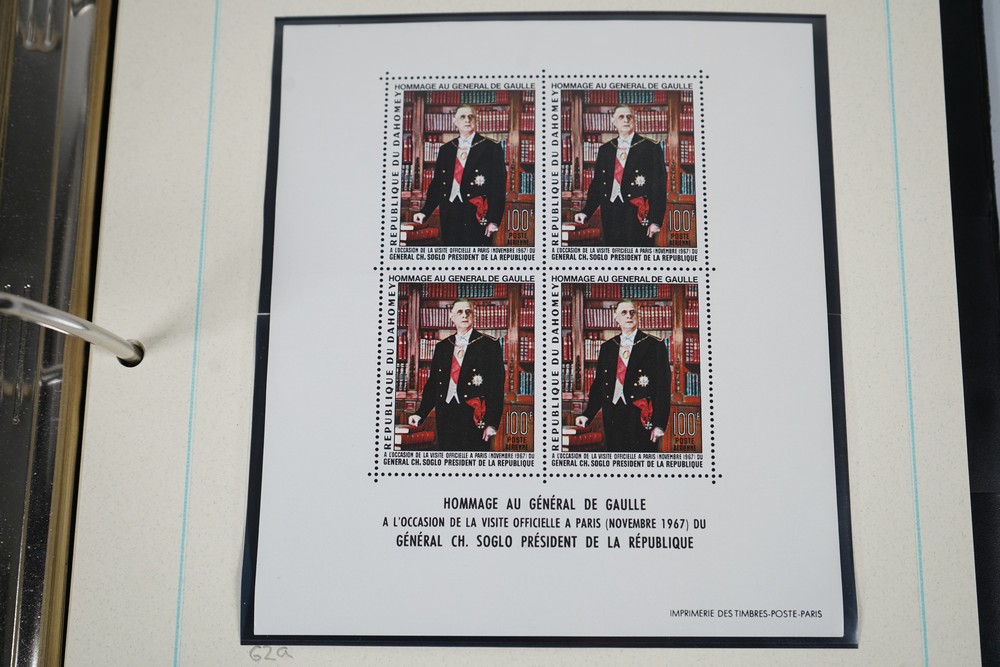 HOMMAGE AU GENERAL DE GAULLE
REPUBLIQUE DU DAHOMEY
100F
POSTE
AERIENNE
A L'OCCASION DE LA VISITE OFFICIELLE A PARIS (NOVEMBRE 1967) DU
GENERAL CH. SOGLO PRESIDENT DE LA REPUBLIQUE
HOMMAGE AU GENERAL DE GAULLE
REPUBLIQUE DU DAHOMEY
100F
POSTE
AERIENNE
A L'OCCASION DE LA VISITE OFFICIELLE A PARIS (NOVEMBRE 1967) DU
GENERAL CH. SOGLO PRESIDENT DE LA REPUBLIQUE
HOMMAGE AU GENERAL DE GAULLE
REPUBLIQUE DU DAHOMEY
100F
POSTE
AERIENNE
A L'OCCASION DE LA VISITE OFFICIELLE A PARIS (NOVEMBRE 1967) DU
GENERAL CH. SOGLO PRESIDENT DE LA REPUBLIQUE
HOMMAGE AU GENERAL DE GAULLE
REPUBLIQUE DU DAHOMEY
100F
POSTE
AERIENNE
A L'OCCASION DE LA VISITE OFFICIELLE A PARIS (NOVEMBRE 1967) DU
GENERAL CH. SOGLO PRESIDENT DE LA REPUBLIQUE
HOMMAGE AU GÉNÉRAL DE GAULLE
A L'OCCASION DE LA VISITE OFFICIELLE A PARIS (NOVEMBRE 1967) DU
GÉNÉRAL CH. SOGLO PRÉSIDENT DE LA RÉPUBLIQUE
IMPRIMERIE DES TIMBRES-POSTE-PARIS
62a